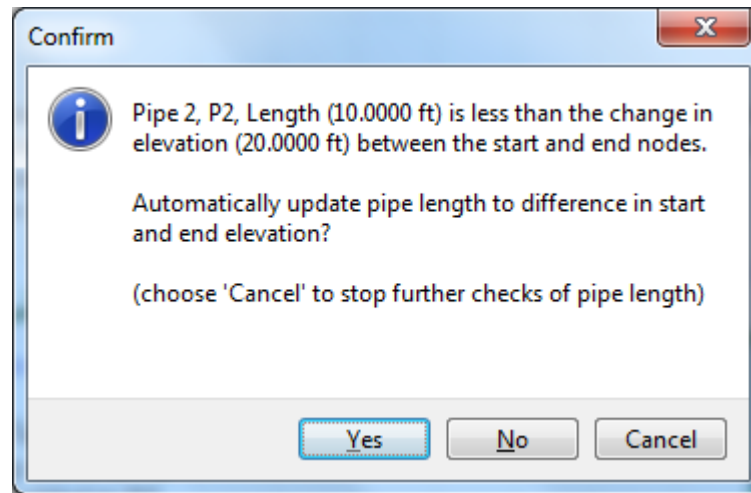 Confirm
Pipe 2, P2, Length (10.0000 ft) is less than the change in
elevation (20.0000 ft) between the start and end nodes.
Automatically update pipe length to difference in start
and end elevation?
(choose 'Cancel' to stop further checks of pipe length)
Yes No Cancel